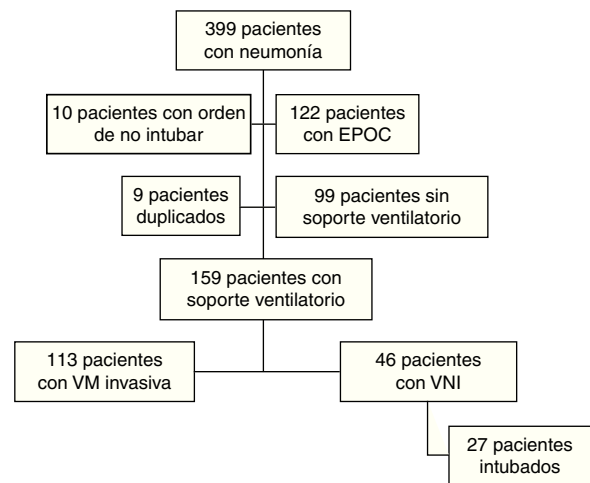 399 pacientes
con neumonía
10 pacientes con orden
de no intubar
122 pacientes
con EPOC
9 pacientes
duplicados
99 pacientes sin
soporte ventilatorio
159 pacientes con
soporte ventilatorio
113 pacientes
con VM invasiva
46 pacientes
con VNI
27 pacientes
intubados